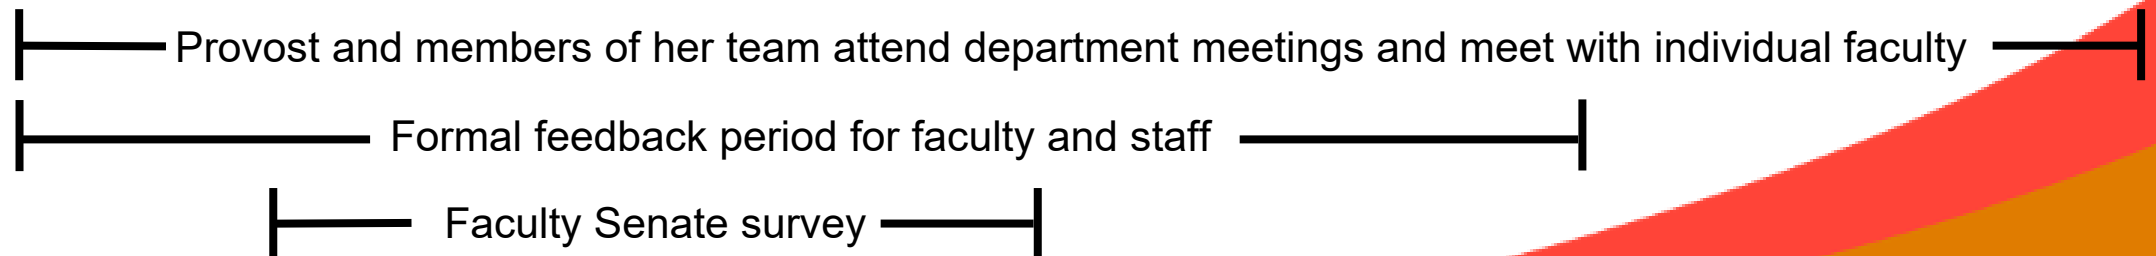 Provost and members of her team attend department meetings and meet with individual faculty
Formal feedback period for faculty and staff
Faculty Senate survey